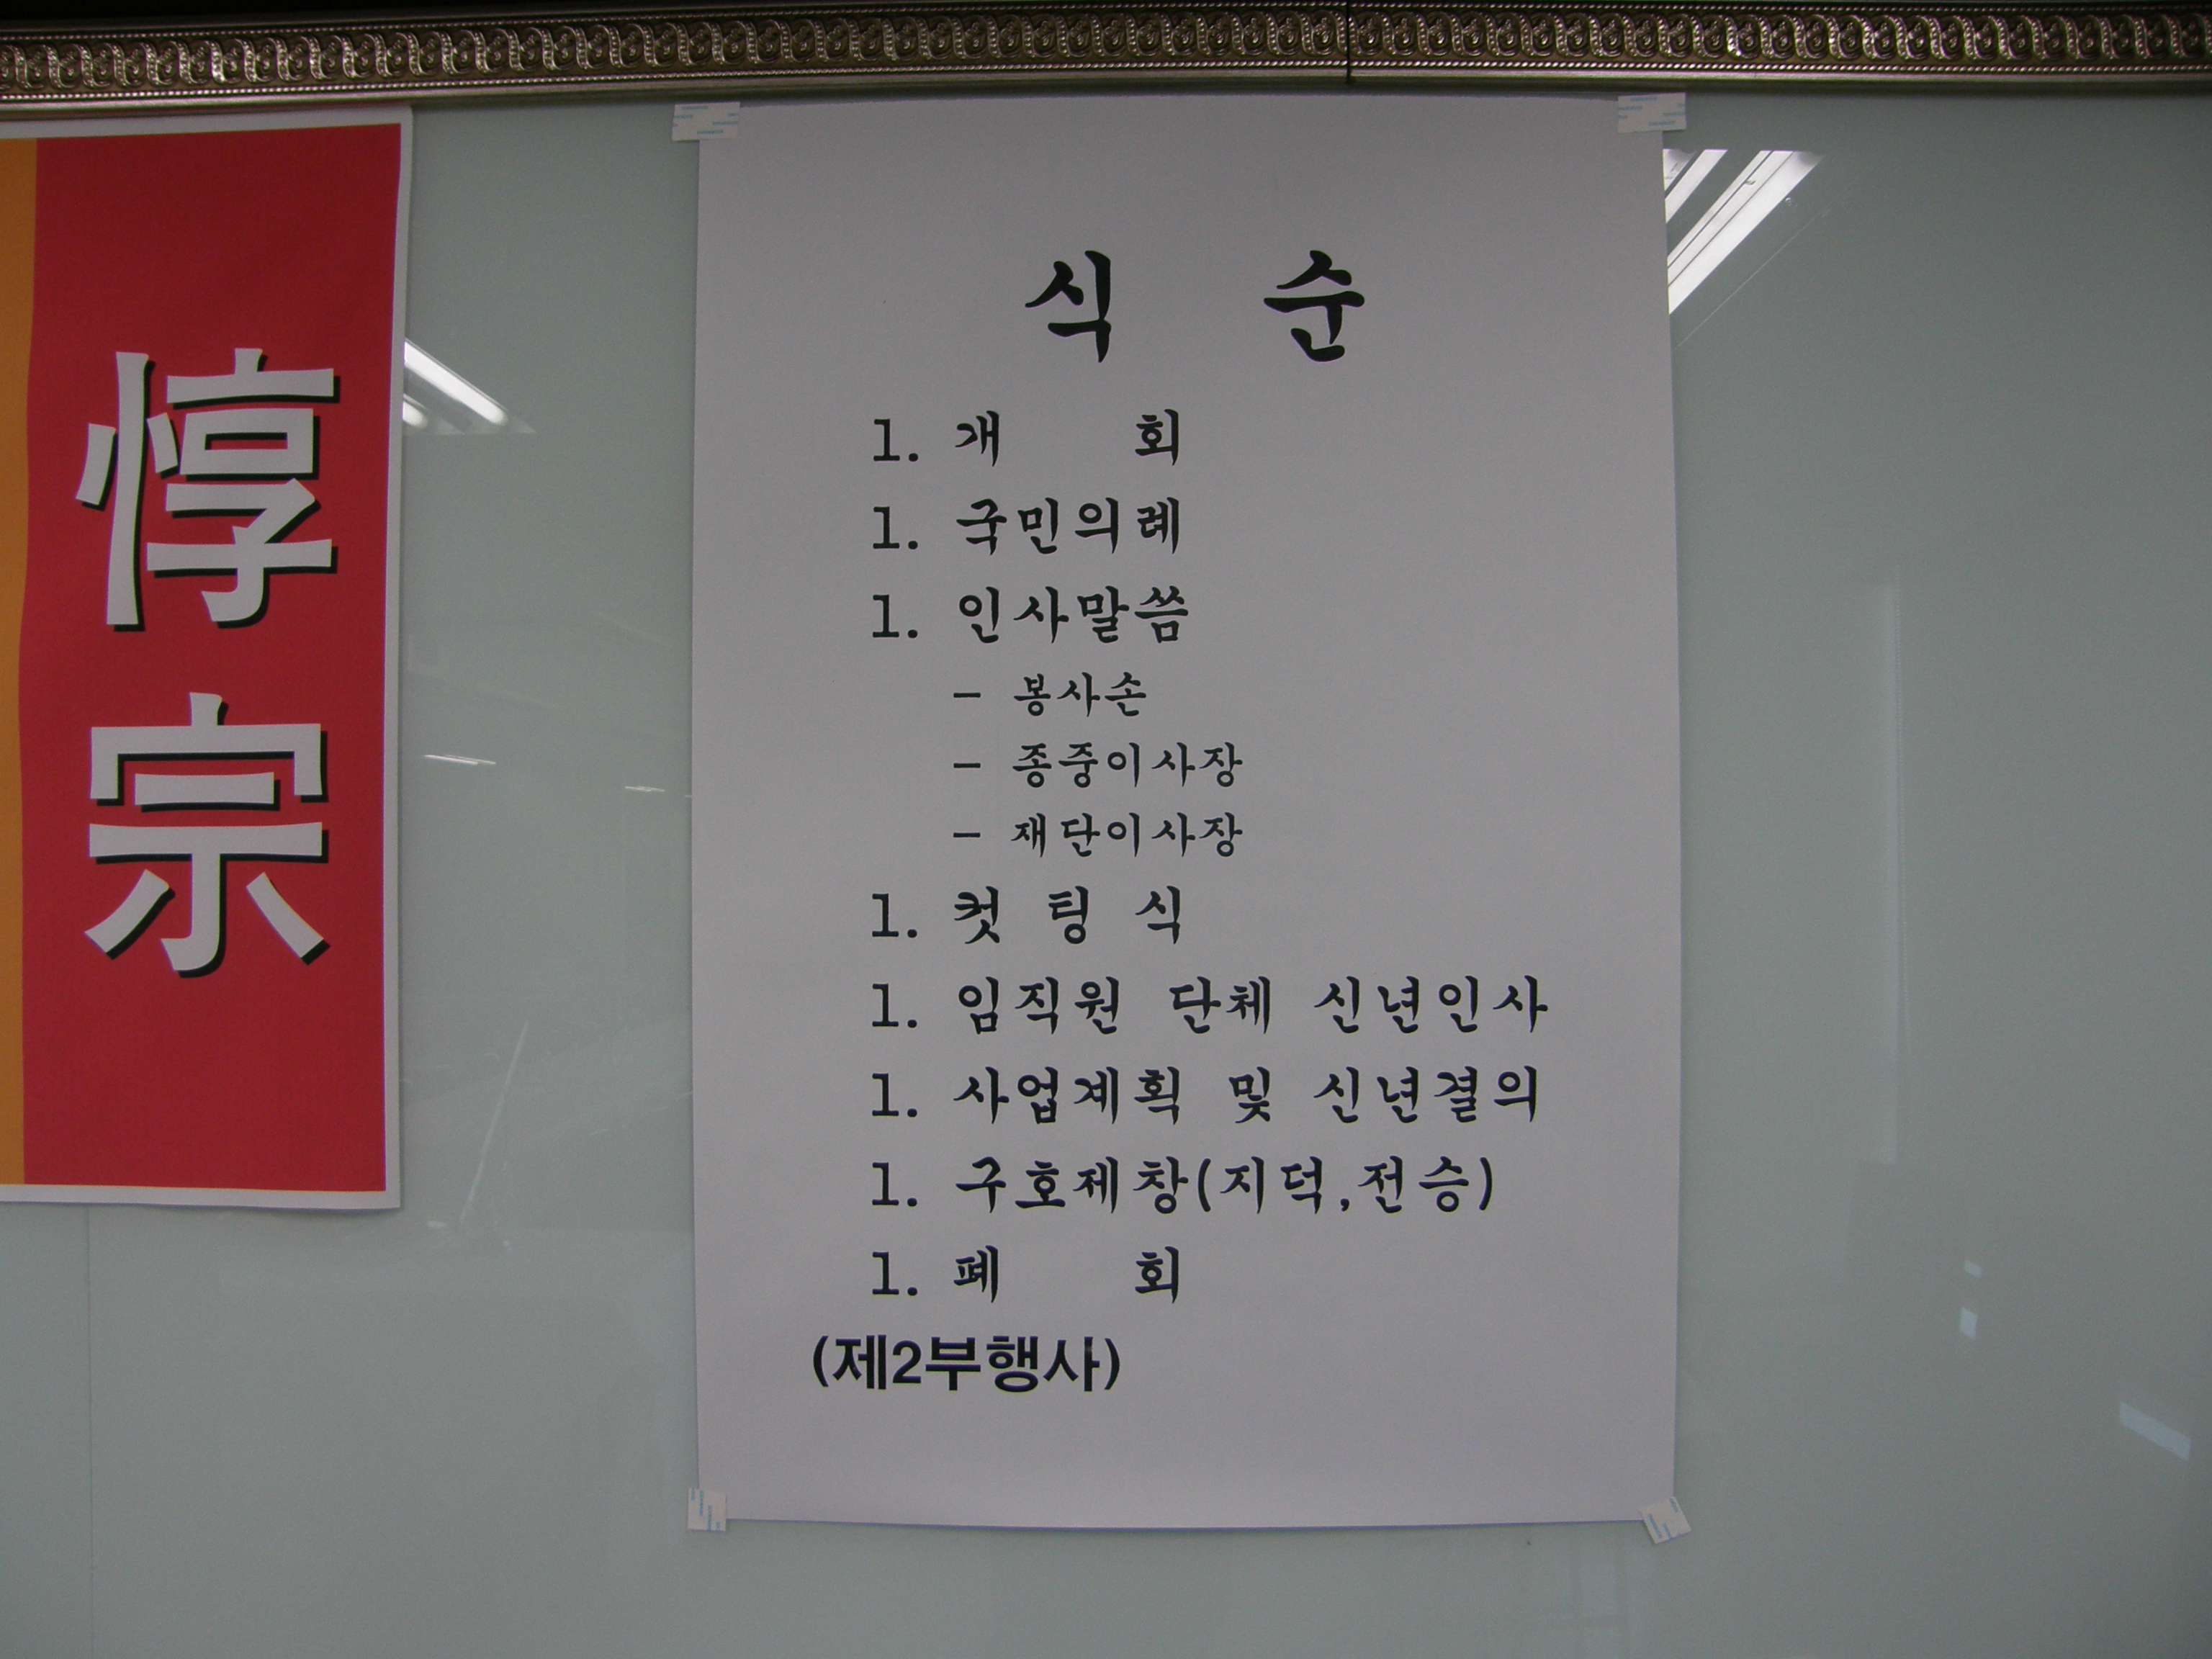 惇
宗
식 순
1. 개 회
1. 국민의례
1. 인사말씀
- 봉사손
- 종중이사장
- 재단이사장
1. 컷 팅 식
1. 임직원 단체 신년인사
1. 사업계획 및 신년결의
1. 구호제창(지덕,전승)
1. 폐 회
(제2부행사)